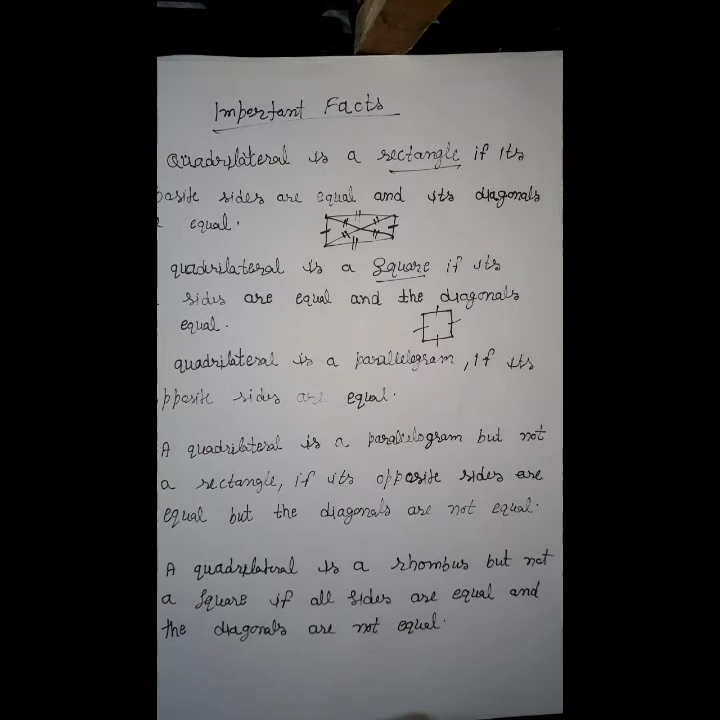 Important Facts
Quadrilateral is a rectangle if its
posite sides are equal and its diagonals
equal.
quadrilateral is a Square if its
sides are equal and the diagonals
equal.
quadrilateral is a parallelogram, if its
pposite sides are equal.
A quadrilateral is a parallelogram but not
a rectangle, if its opposite sides are
equal but the diagonals are not equal.
A quadrilateral is a rhombus but not
a Square if all sides are equal and
the diagonals are not equal.